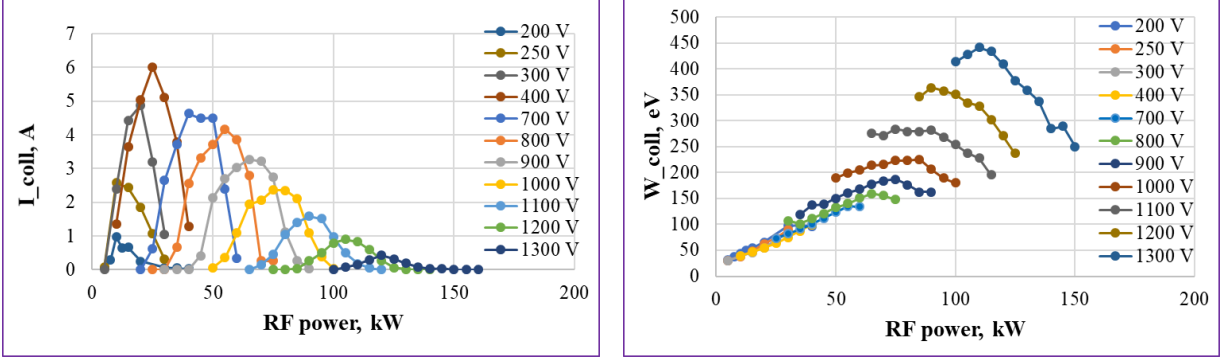 7
6
5
4
3
2
1
0
0 50 100 150 200
I_coll, A
RF power, kW
200 V
250 V
300 V
400 V
700 V
800 V
900 V
1000 V
1100 V
1200 V
1300 V
500
450
400
350
300
250
200
150
100
50
0
0 50 100 150 200
W_coll, eV
RF power, kW
200 V
250 V
300 V
400 V
700 V
800 V
900 V
1000 V
1100 V
1200 V
1300 V